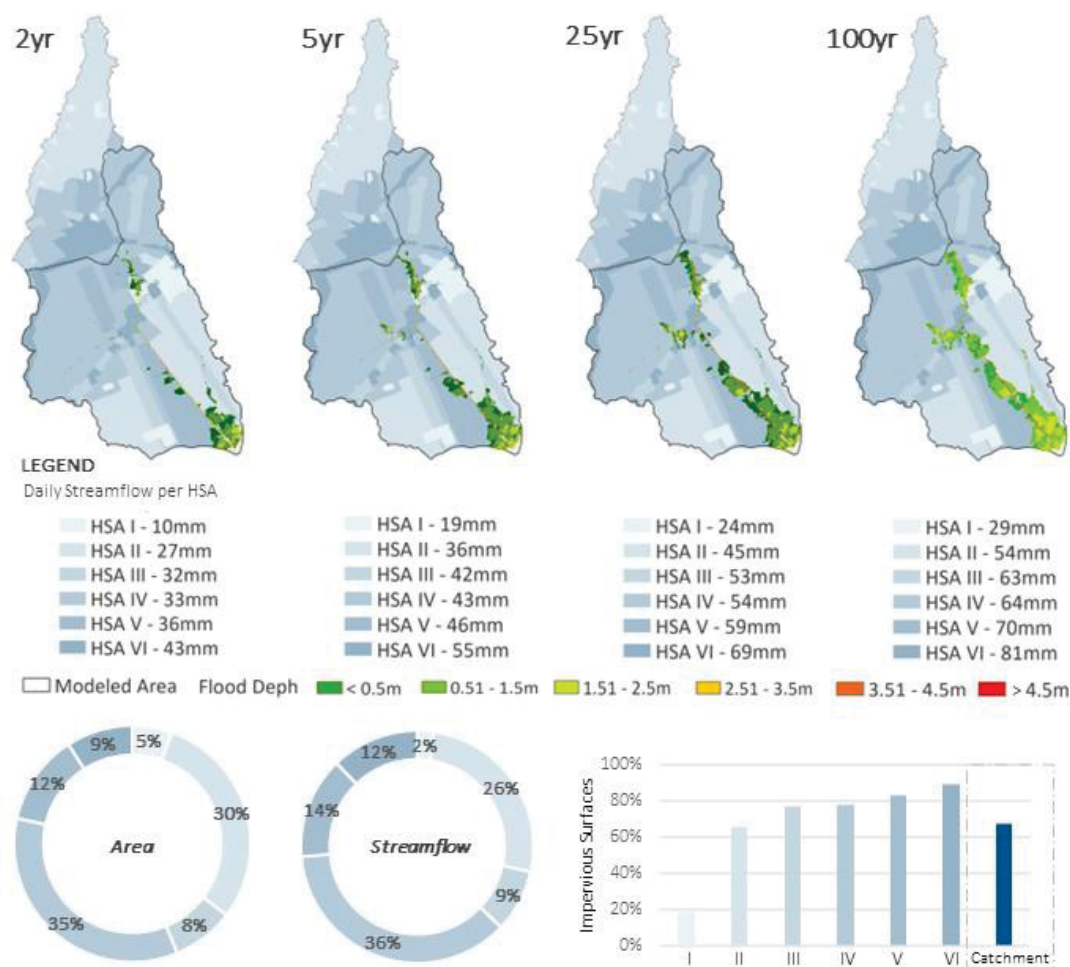 2yr
5yr
25yr
100yr
LEGEND
Daily Streamflow per HSA
HSA I - 10mm
HSA II - 27mm
HSA III - 32mm
HSA IV - 33mm
HSA V - 36mm
HSA VI - 43mm
HSA I - 19mm
HSA II - 36mm
HSA III - 42mm
HSA IV - 43mm
HSA V - 46mm
HSA VI - 55mm
HSA I - 24mm
HSA II - 45mm
HSA III - 53mm
HSA IV - 54mm
HSA V - 59mm
HSA VI - 69mm
HSA I - 29mm
HSA II - 54mm
HSA III - 63mm
HSA IV - 64mm
HSA V - 70mm
HSA VI - 81mm
Modeled Area Flood Deph < 0.5m 0.51 - 1.5m 1.51 - 2.5m 2.51 - 3.5m 3.51 - 4.5m > 4.5m
9%
5%
12%
30%
Area
35%
8%
12%
2%
14%
26%
Streamflow
9%
36%
Impervious Surfaces
100%
80%
60%
40%
20%
0%
I II III IV V VI Catchment